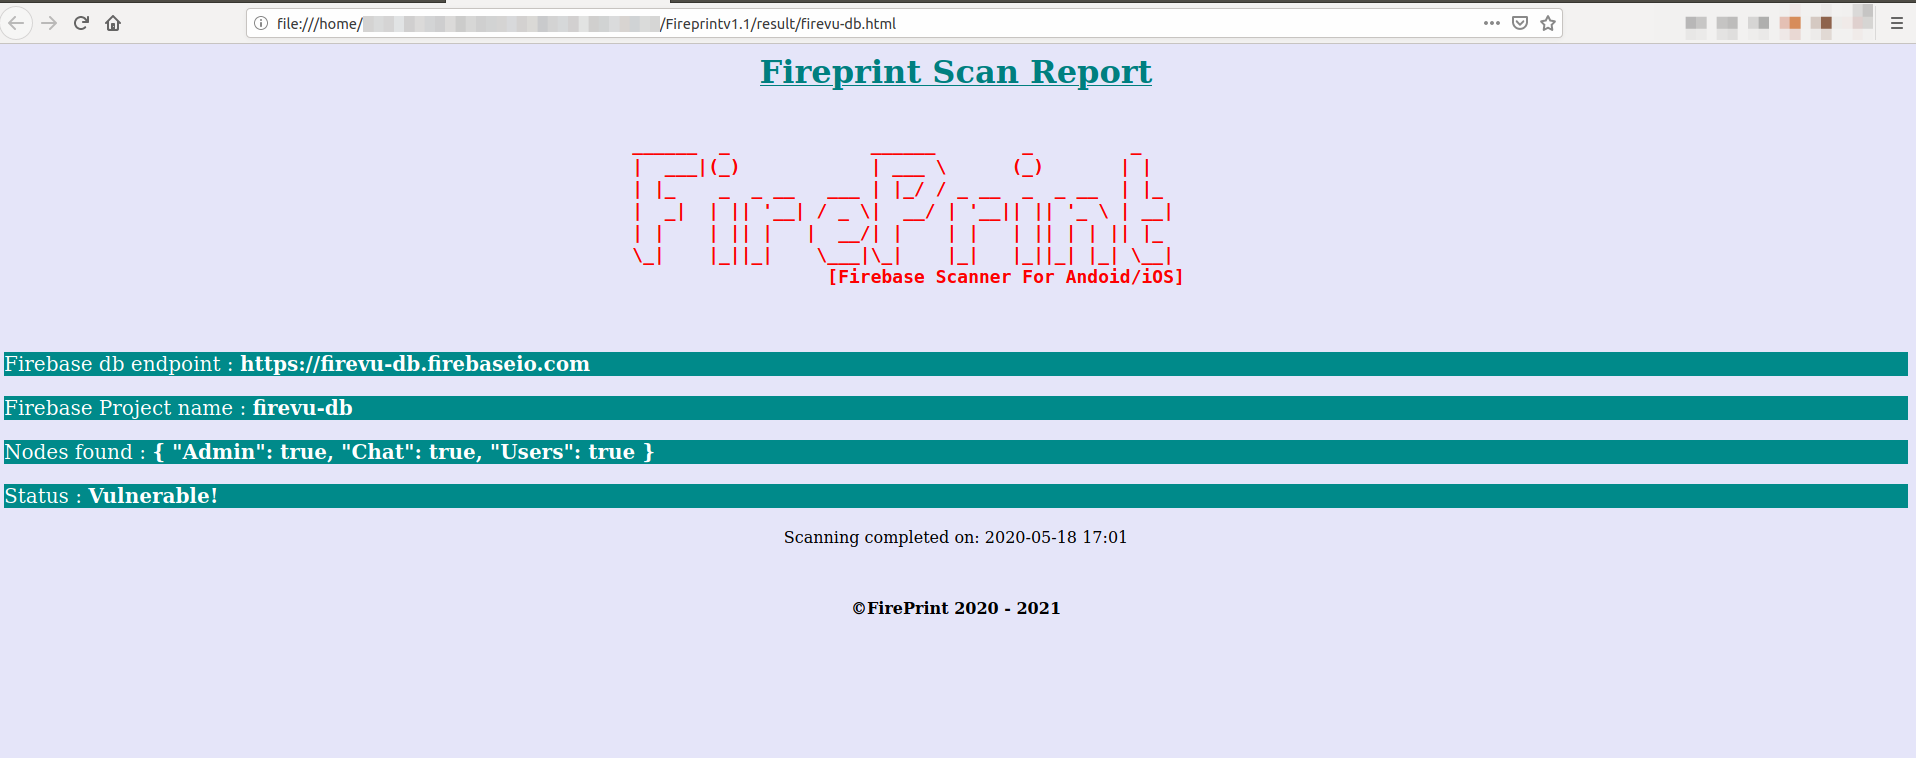 file:///home/ /Fireprintv1.1/result/firevu-db.html
Fireprint Scan Report
FirePrint
[Firebase Scanner For Andoid/iOS]
Firebase db endpoint : https://firevu-db.firebaseio.com
Firebase Project name : firevu-db
Nodes found : { "Admin": true, "Chat": true, "Users": true }
Status : Vulnerable!
Scanning completed on: 2020-05-18 17:01
©FirePrint 2020 - 2021